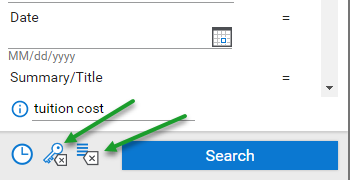 Date =
MM/dd/yyyy
Summary/Title =
tuition cost
Search